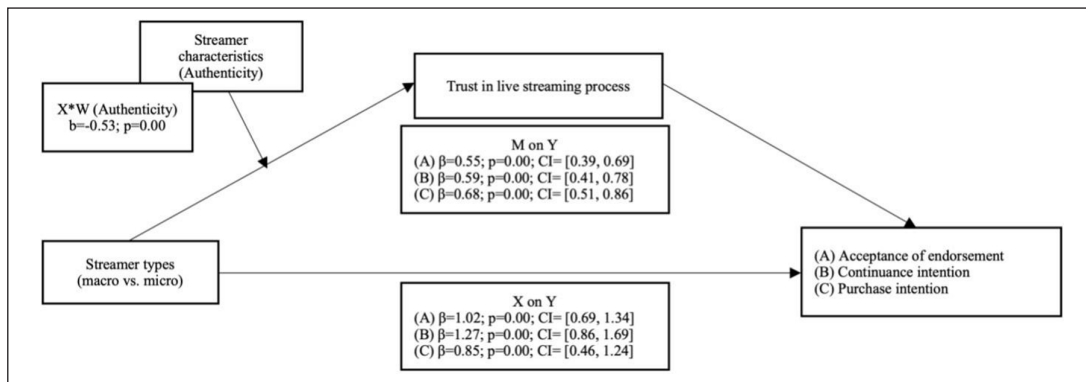 Streamer
characteristics
(Authenticity)
X*W (Authenticity)
b=-0.53; p=0.00
Trust in live streaming process
M on Y
(A) β=0.55; p=0.00; CI= [0.39, 0.69]
(B) β=0.59; p=0.00; CI= [0.41, 0.78]
(C) β=0.68; p=0.00; CI= [0.51, 0.86]
Streamer types
(macro vs. micro)
(A) Acceptance of endorsement
(B) Continuance intention
(C) Purchase intention
X on Y
(A) β=1.02; p=0.00; CI= [0.69, 1.34]
(B) β=1.27; p=0.00; CI= [0.86, 1.69]
(C) β=0.85; p=0.00; CI= [0.46, 1.24]